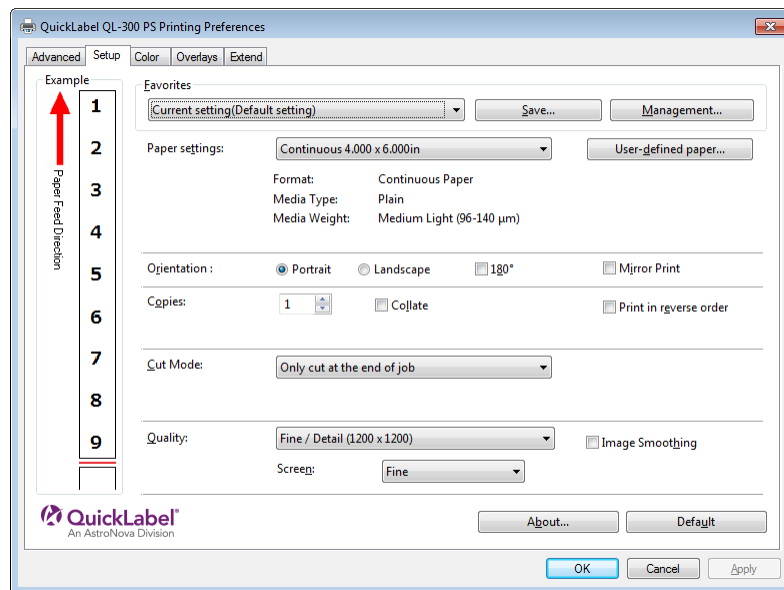 QuickLabel QL-300 PS Printing Preferences
Advanced Setup Color Overlays Extend
Example
1
2
3
4
5
6
7
8
9
Paper Feed Direction
Favorites
Current setting(Default setting) Save... Management...
Paper settings: Continuous 4.000 x 6.000in User-defined paper...
Format: Continuous Paper
Media Type: Plain
Media Weight: Medium Light (96-140 µm)
Orientation : Portrait Landscape 180° Mirror Print
Copies: 1 Collate Print in reverse order
Cut Mode: Only cut at the end of job
Quality: Fine / Detail (1200 x 1200) Image Smoothing
Screen: Fine
QuickLabel®
An AstroNova Division
About... Default
OK Cancel Apply